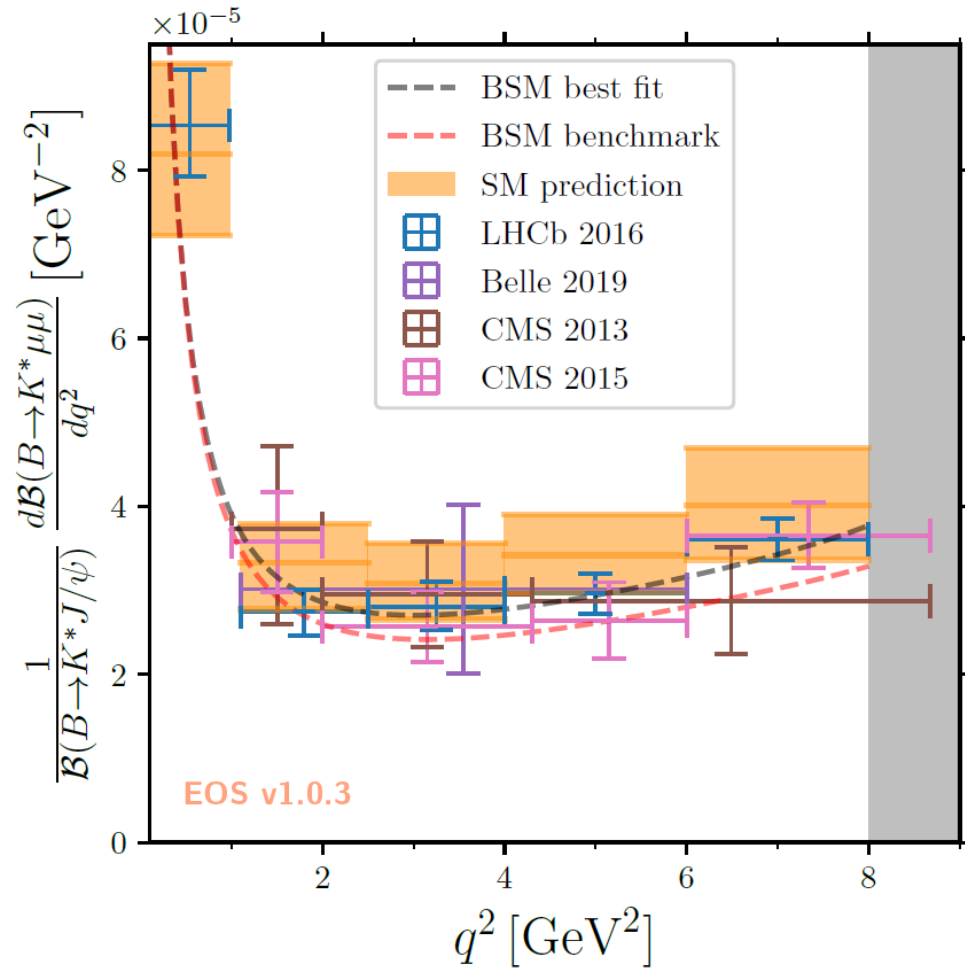 ×10⁻⁵
1/𝓑(B→K*J/ψ) d𝓑(B→K*μμ)/dq² [GeV⁻²]
8
6
4
2
0
BSM best fit
BSM benchmark
SM prediction
LHCb 2016
Belle 2019
CMS 2013
CMS 2015
EOS v1.0.3
2 4 6 8
q² [GeV²]